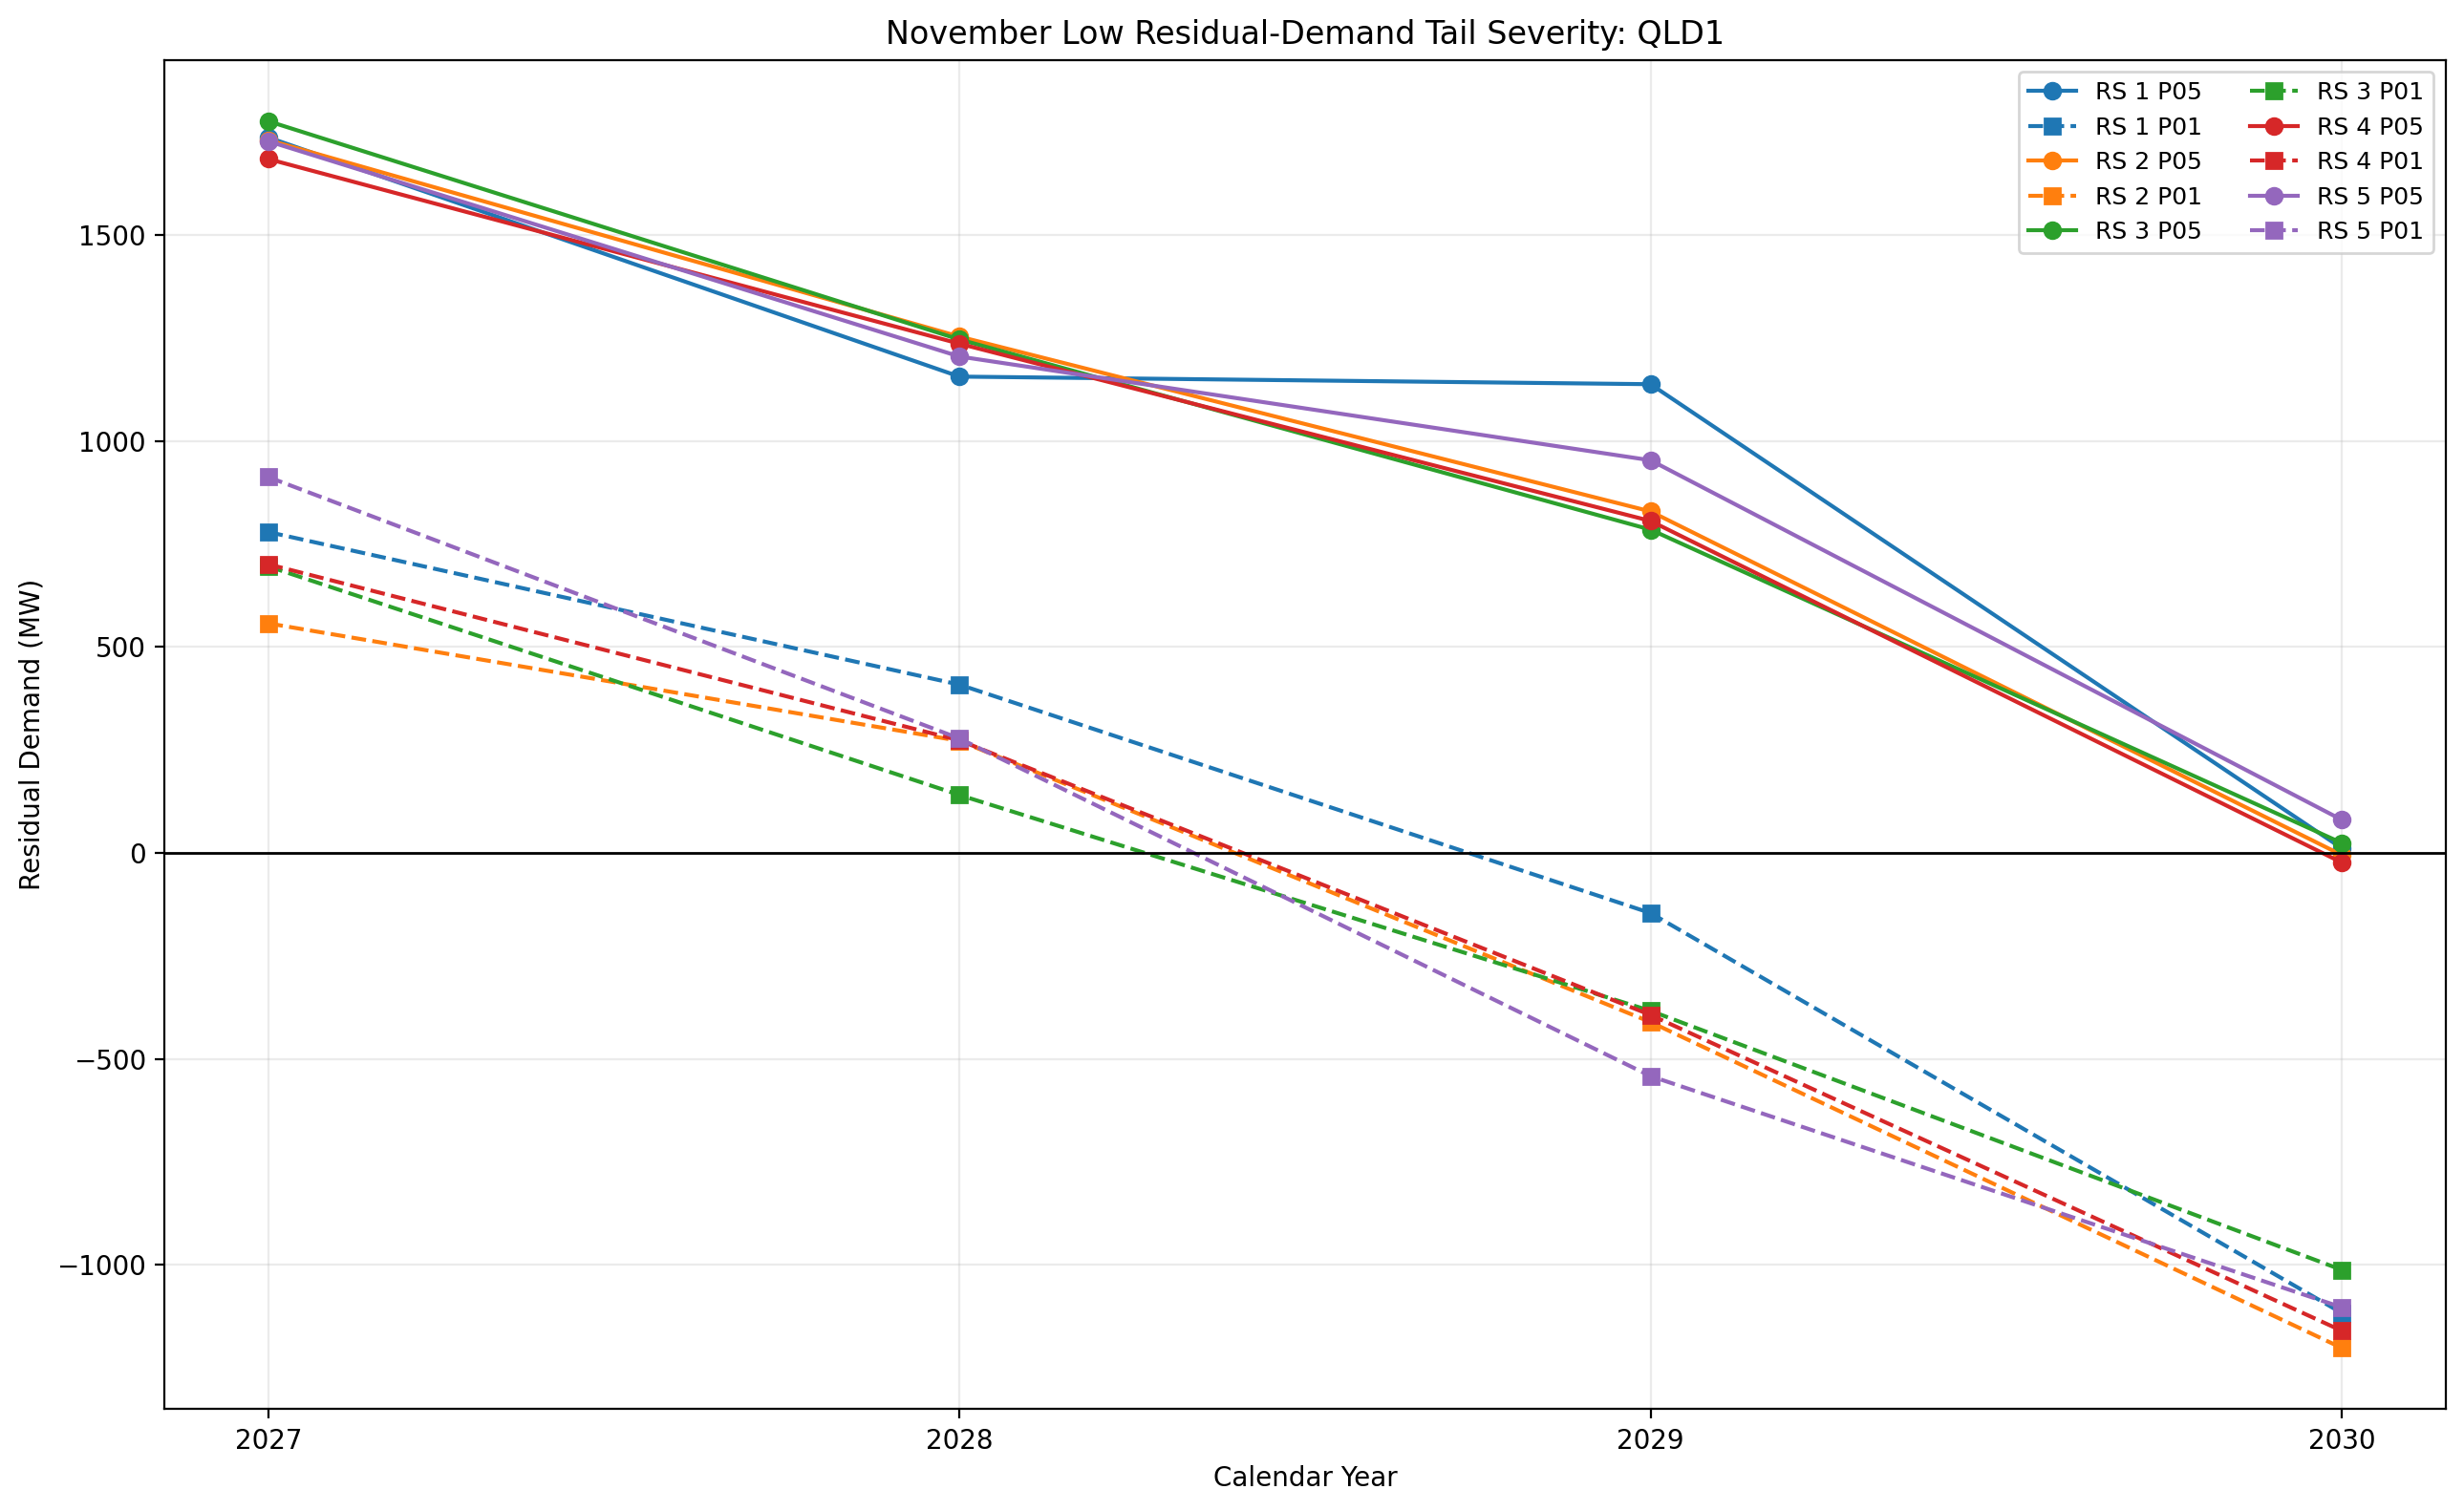 November Low Residual-Demand Tail Severity: QLD1
RS 1 P05
RS 1 P01
RS 2 P05
RS 2 P01
RS 3 P05
RS 3 P01
RS 4 P05
RS 4 P01
RS 5 P05
RS 5 P01
Residual Demand (MW)
1500
1000
500
0
−500
−1000
2027
2028
2029
2030
Calendar Year